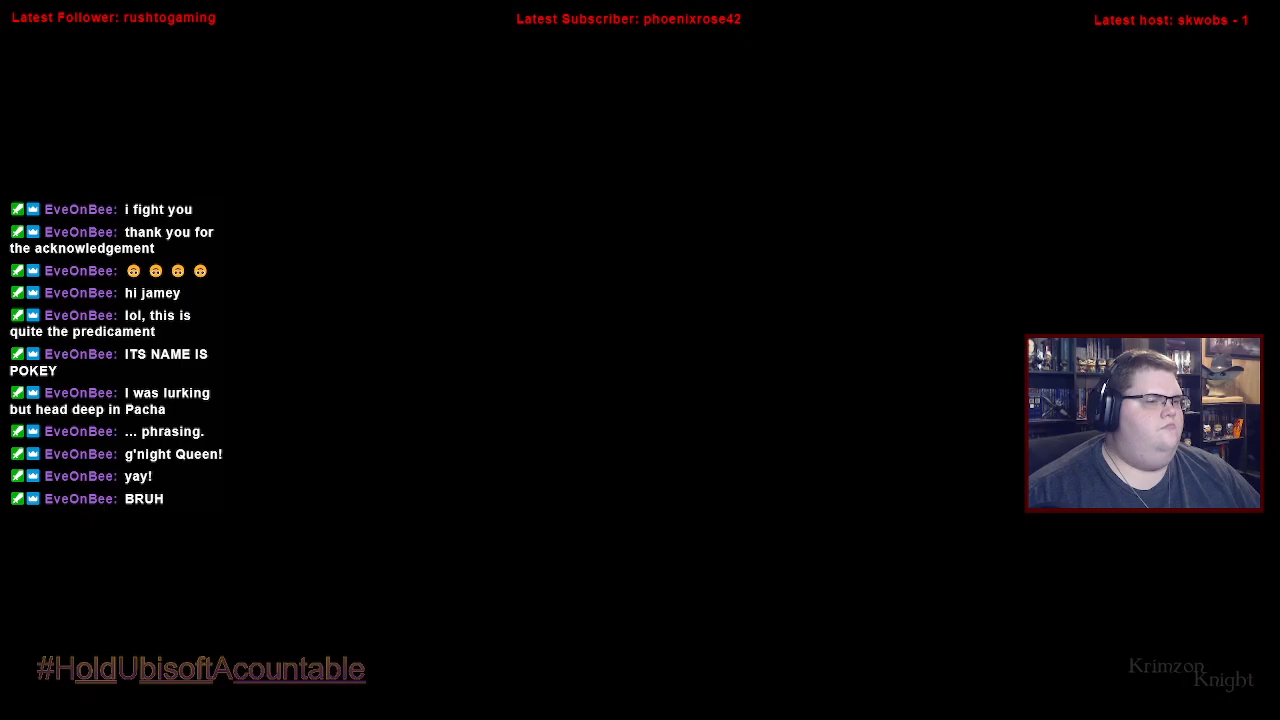 Latest Follower: rushtogaming
Latest Subscriber: phoenixrose42
Latest host: skwobs - 1
EveOnBee: i fight you
EveOnBee: thank you for
the acknowledgement
EveOnBee: 🙃 🙃 🙃 🙃
EveOnBee: hi jamey
EveOnBee: lol, this is
quite the predicament
EveOnBee: ITS NAME IS
POKEY
EveOnBee: I was lurking
but head deep in Pacha
EveOnBee: ... phrasing.
EveOnBee: g'night Queen!
EveOnBee: yay!
EveOnBee: BRUH
#HoldUbisoftAcountable
Krimzon
Knight